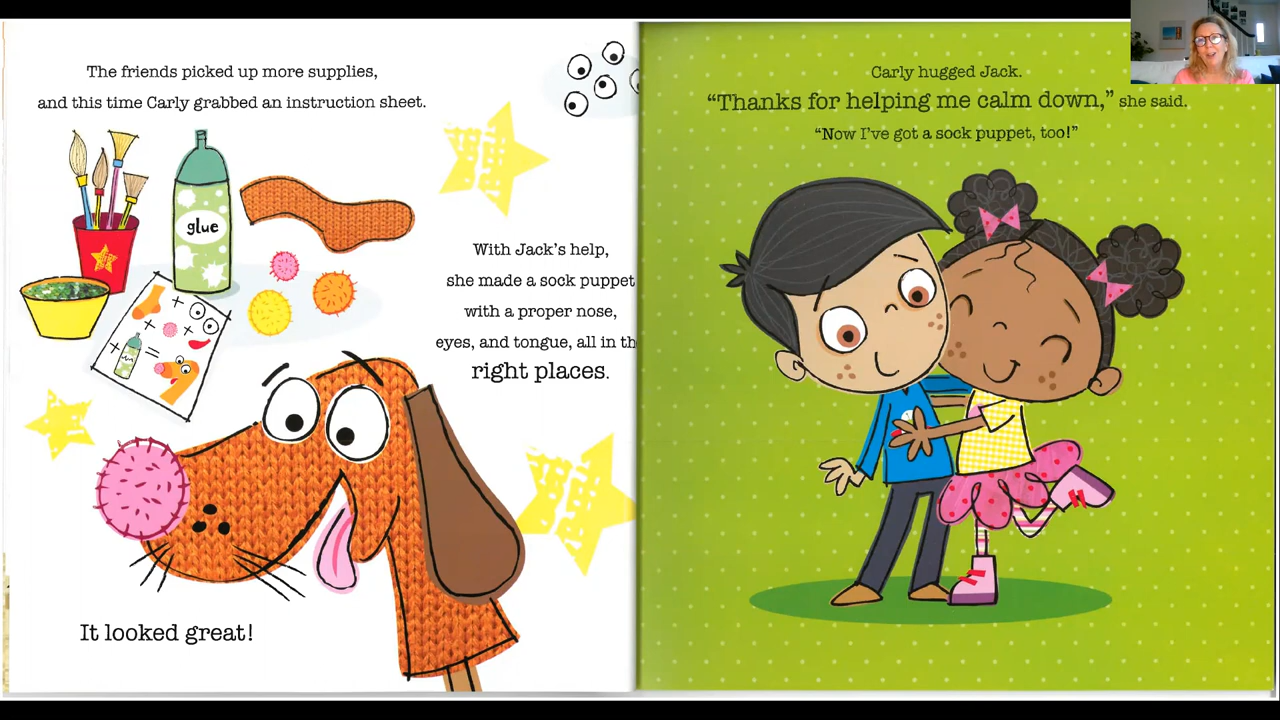 The friends picked up more supplies,
and this time Carly grabbed an instruction sheet.
glue
With Jack's help,
she made a sock puppet
with a proper nose,
eyes, and tongue, all in th
right places.
It looked great!
Carly hugged Jack.
“Thanks for helping me calm down,” she said.
“Now I've got a sock puppet, too!”